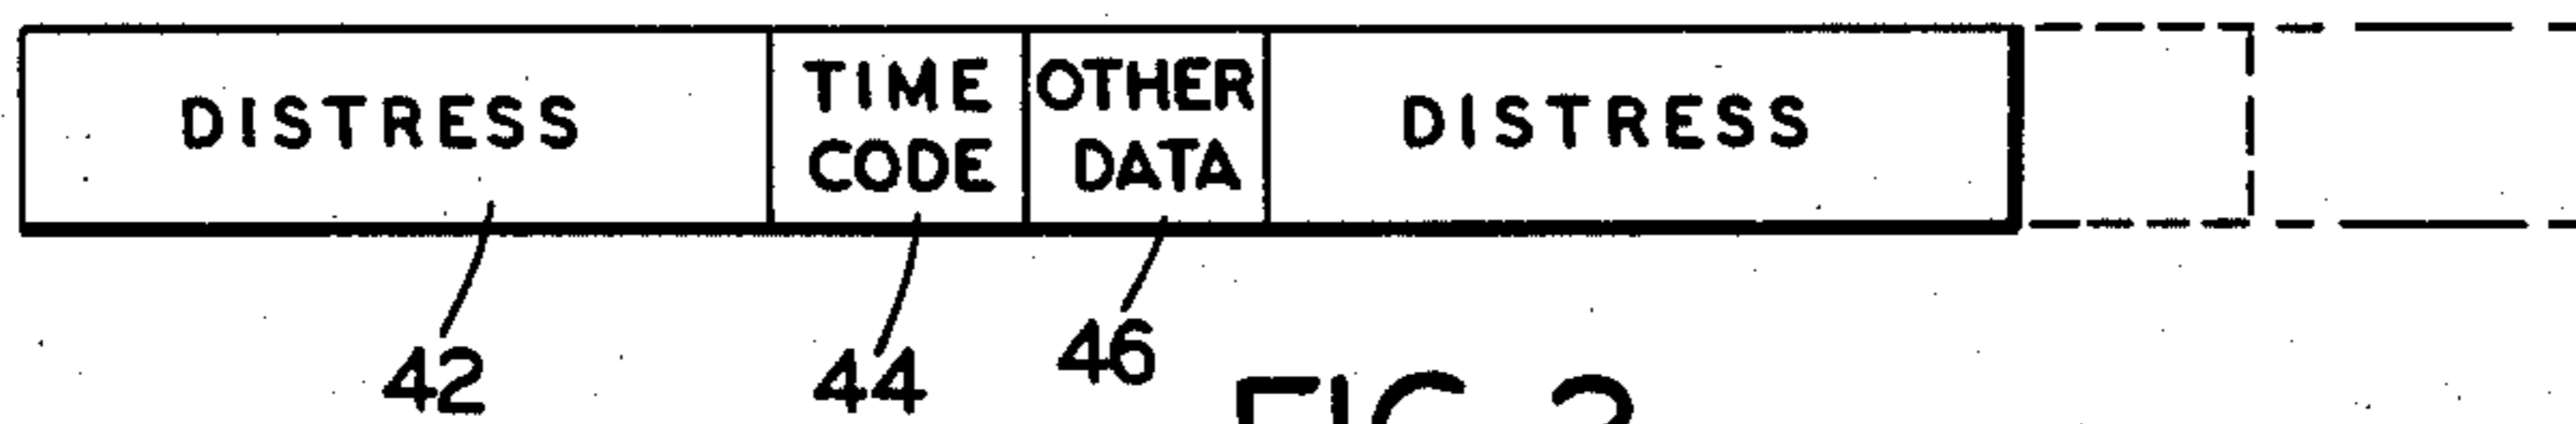 DISTRESS
TIME
CODE
OTHER
DATA
DISTRESS
42
44
46